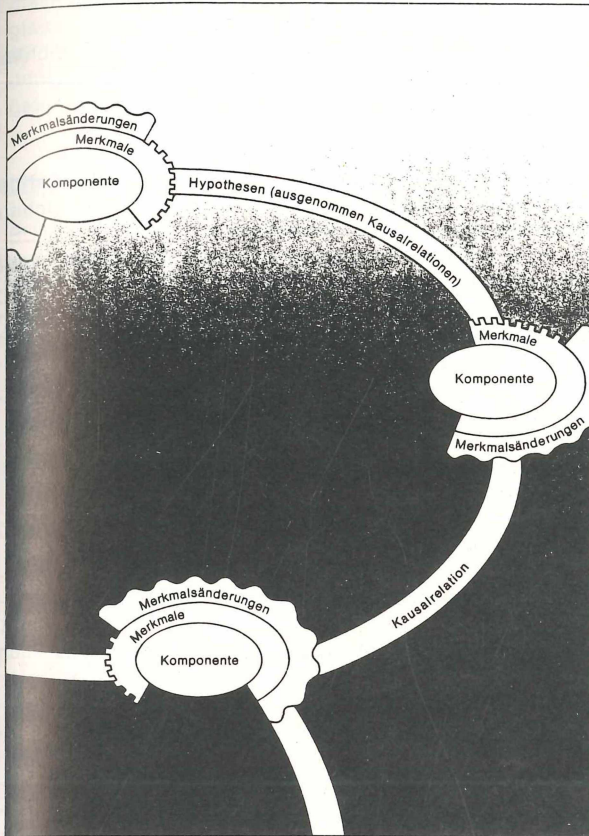 Merkmalsänderungen
Merkmale
Komponente
Hypothesen (ausgenommen Kausalrelationen)
Merkmale
Komponente
Merkmalsänderungen
Kausalrelation
Merkmalsänderungen
Merkmale
Komponente